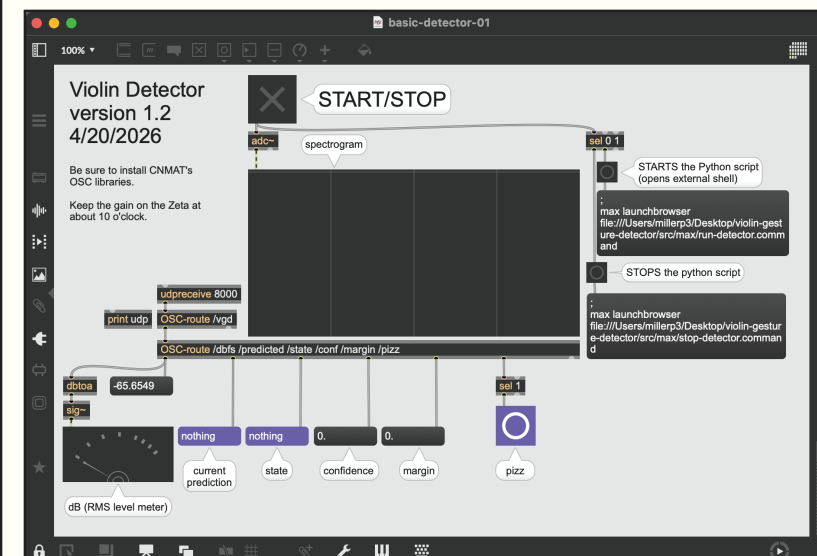 basic-detector-01
100%
Violin Detector
version 1.2
4/20/2026
START/STOP
adc~
spectrogram
sel 0 1
Be sure to install CNMAT's
OSC libraries.
Keep the gain on the Zeta at
about 10 o'clock.
STARTS the Python script
(opens external shell)
;
max launchbrowser
file:///Users/millerp3/Desktop/violin-gest
ure-detector/src/max/run-detector.comm
and
STOPS the python script
;
max launchbrowser
file:///Users/millerp3/Desktop/violin-gestur
e-detector/src/max/stop-detector.comman
d
udpreceive 8000
print udp
OSC-route /vgd
OSC-route /dbfs /predicted /state /conf /margin /pizz
dbtoa
-65.6549
sel 1
sig~
nothing
nothing
0.
0.
current
prediction
state
confidence
margin
pizz
dB (RMS level meter)